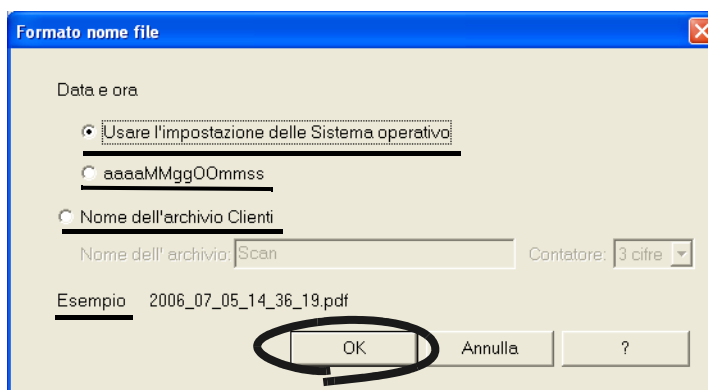 Formato nome file
Data e ora
Usare l'impostazione delle Sistema operativo
aaaaMMggOOmmss
Nome dell'archivio Clienti
Nome dell' archivio: Scan Contatore: 3 cifre
Esempio 2006_07_05_14_36_19.pdf
OK Annulla ?